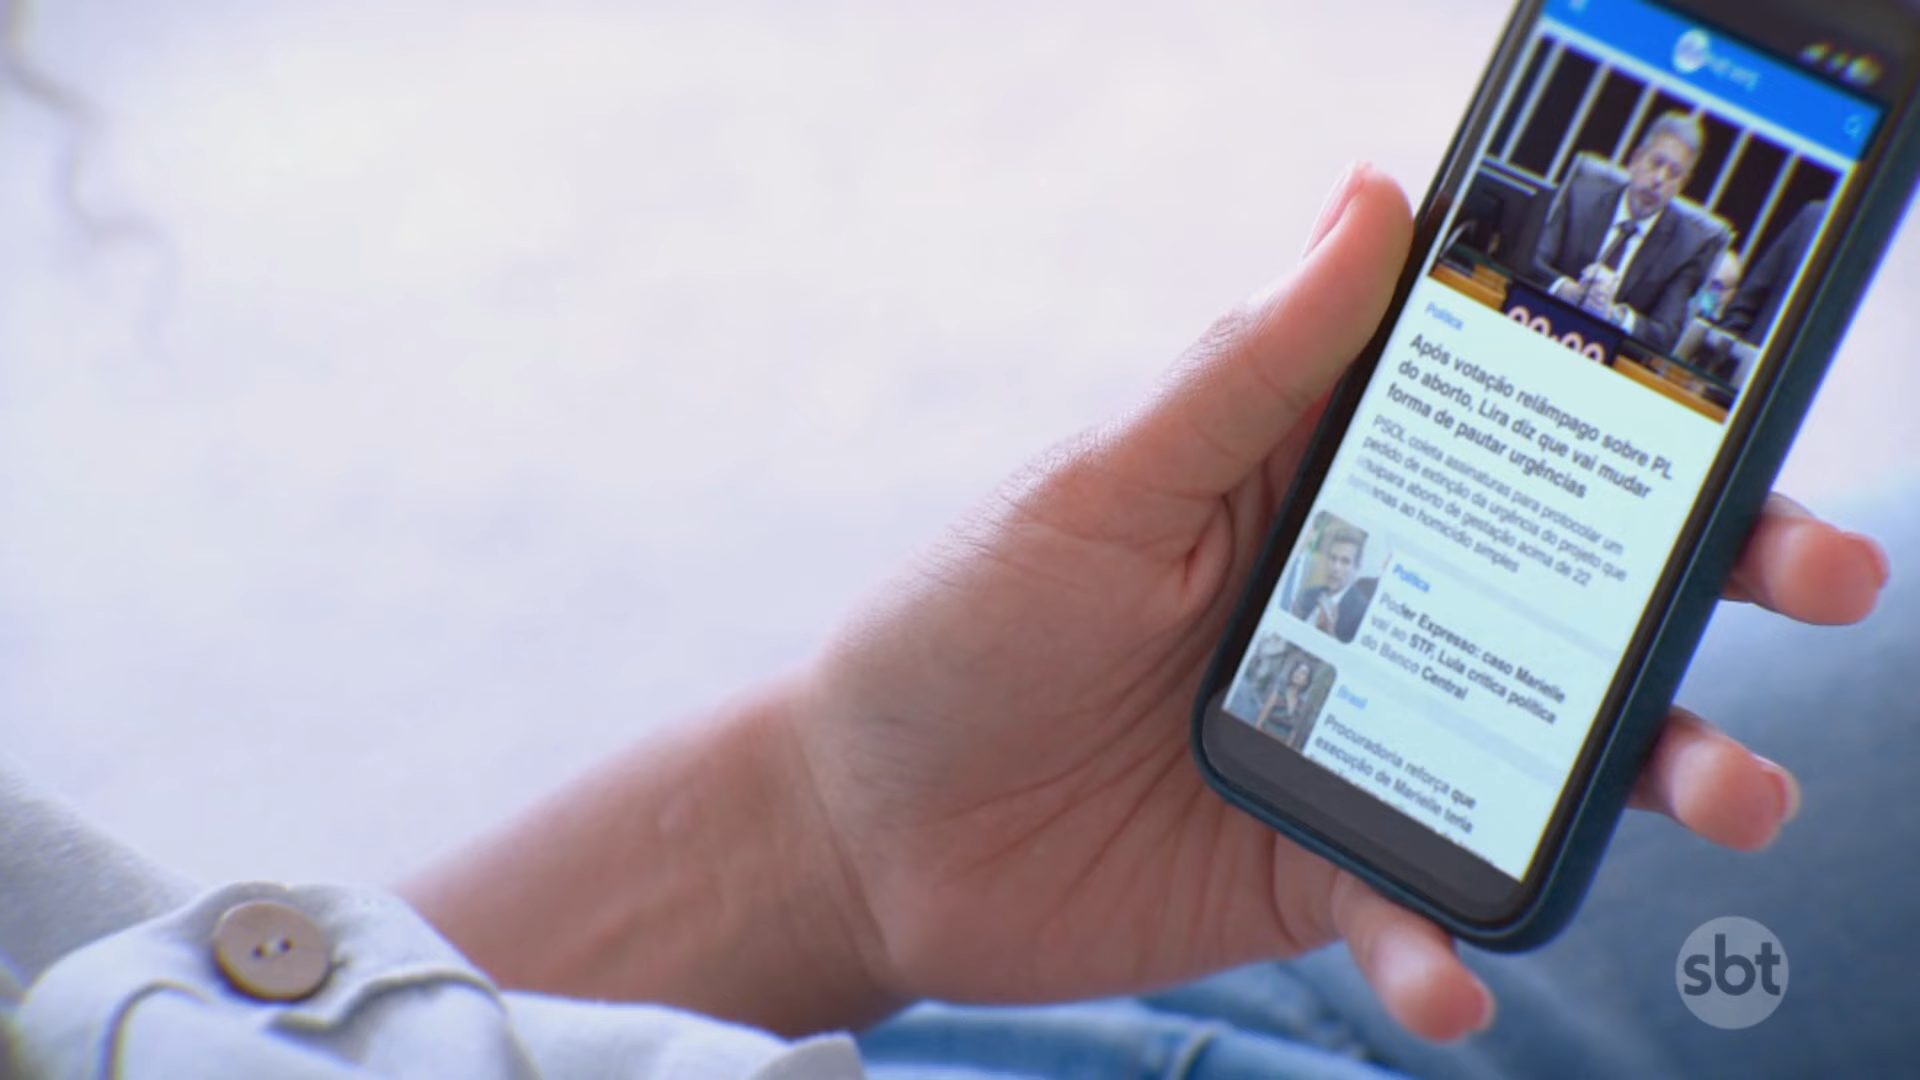 news
00:00
Política
Após votação relâmpago sobre PL
do aborto, Lira diz que vai mudar
forma de pautar urgências
PSOL coleta assinaturas para protocolar um
pedido de extinção da urgência do projeto que
equipara aborto de gestação acima de 22
semanas ao homicídio simples
Política
Poder Expresso: caso Marielle
vai ao STF, Lula critica política
do Banco Central
Brasil
Procuradoria reforça que
execução de Marielle teria
sbt